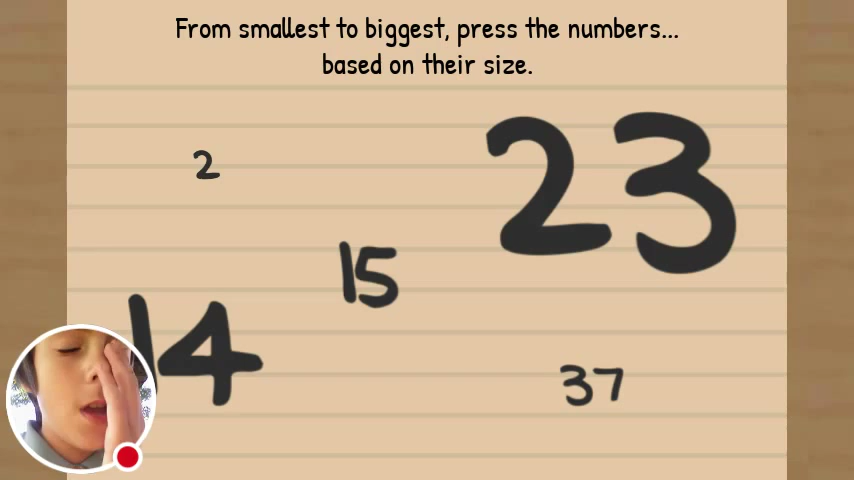 From smallest to biggest, press the numbers...
based on their size.
2
23
15
14
37